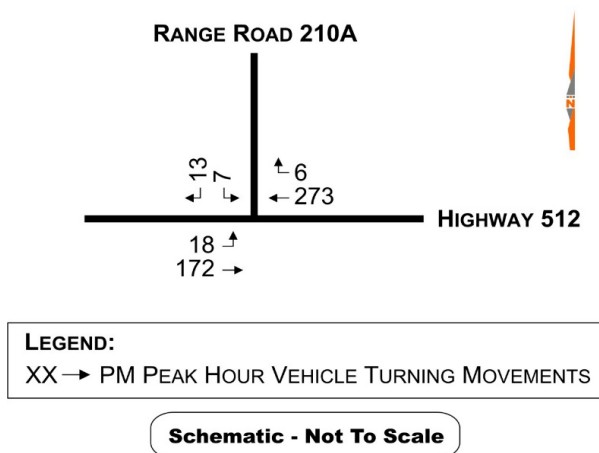 RANGE ROAD 210A
N
13 7
6
273
HIGHWAY 512
18
172
LEGEND:
XX → PM PEAK HOUR VEHICLE TURNING MOVEMENTS
Schematic - Not To Scale